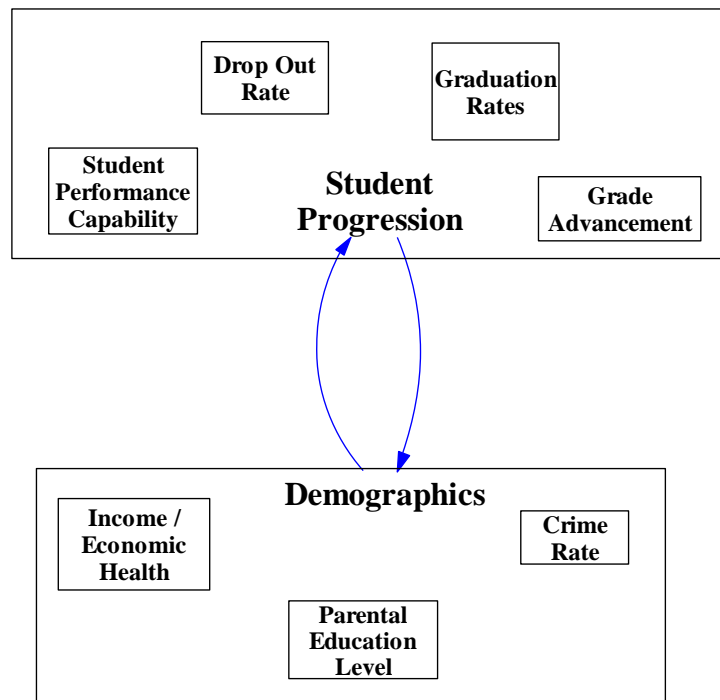 Drop Out
Rate
Graduation
Rates
Student
Performance
Capability
Student
Progression
Grade
Advancement
Demographics
Income /
Economic
Health
Crime
Rate
Parental
Education
Level